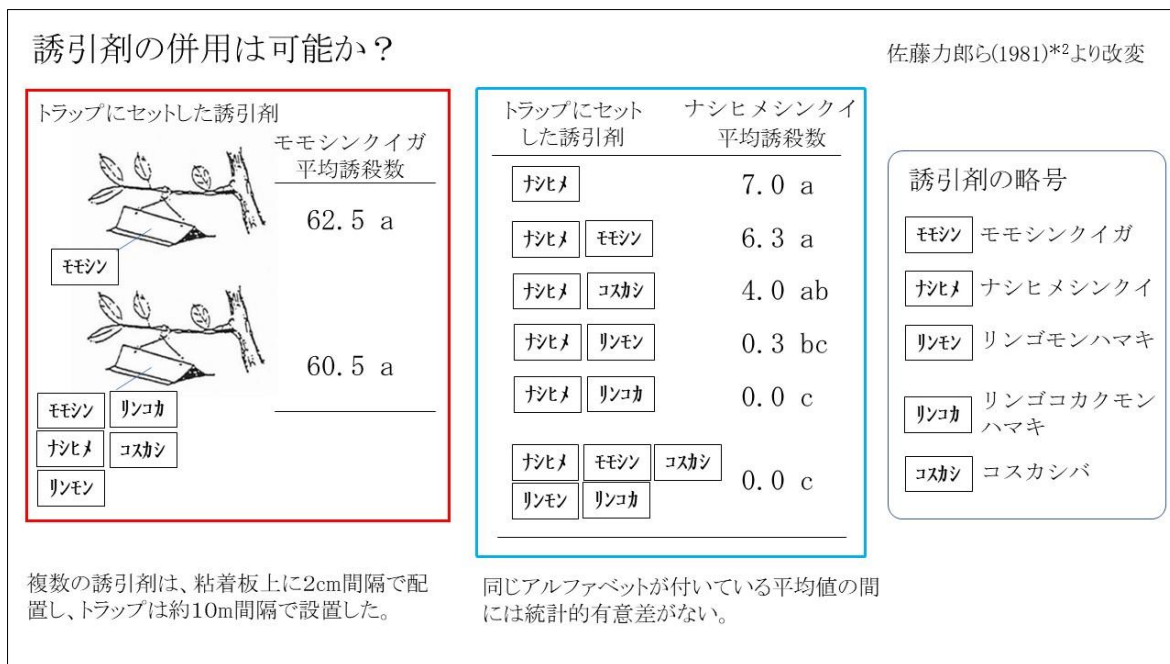 誘引剤の併用は可能か？
佐藤力郎ら(1981)*2より改変
トラップにセットした誘引剤
モモシンクイガ
平均誘殺数
62.5 a
ﾓﾓｼﾝ
60.5 a
ﾓﾓｼﾝ ﾘﾝｺｶ
ﾅｼﾋﾒ ｺｽｶｼ
ﾘﾝﾓﾝ
トラップにセット
した誘引剤
ナシヒメシンクイ
平均誘殺数
ﾅｼﾋﾒ 7.0 a
ﾅｼﾋﾒ ﾓﾓｼﾝ 6.3 a
ﾅｼﾋﾒ ｺｽｶｼ 4.0 ab
ﾅｼﾋﾒ ﾘﾝﾓﾝ 0.3 bc
ﾅｼﾋﾒ ﾘﾝｺｶ 0.0 c
ﾅｼﾋﾒ ﾓﾓｼﾝ ｺｽｶｼ
ﾘﾝﾓﾝ ﾘﾝｺｶ
0.0 c
誘引剤の略号
ﾓﾓｼﾝ モモシンクイガ
ﾅｼﾋﾒ ナシヒメシンクイ
ﾘﾝﾓﾝ リンゴモンハマキ
ﾘﾝｺｶ リンゴコカクモン
ハマキ
ｺｽｶｼ コスカシバ
複数の誘引剤は、粘着板上に2cm間隔で配
置し、トラップは約10m間隔で設置した。
同じアルファベットが付いている平均値の間
には統計的有意差がない。